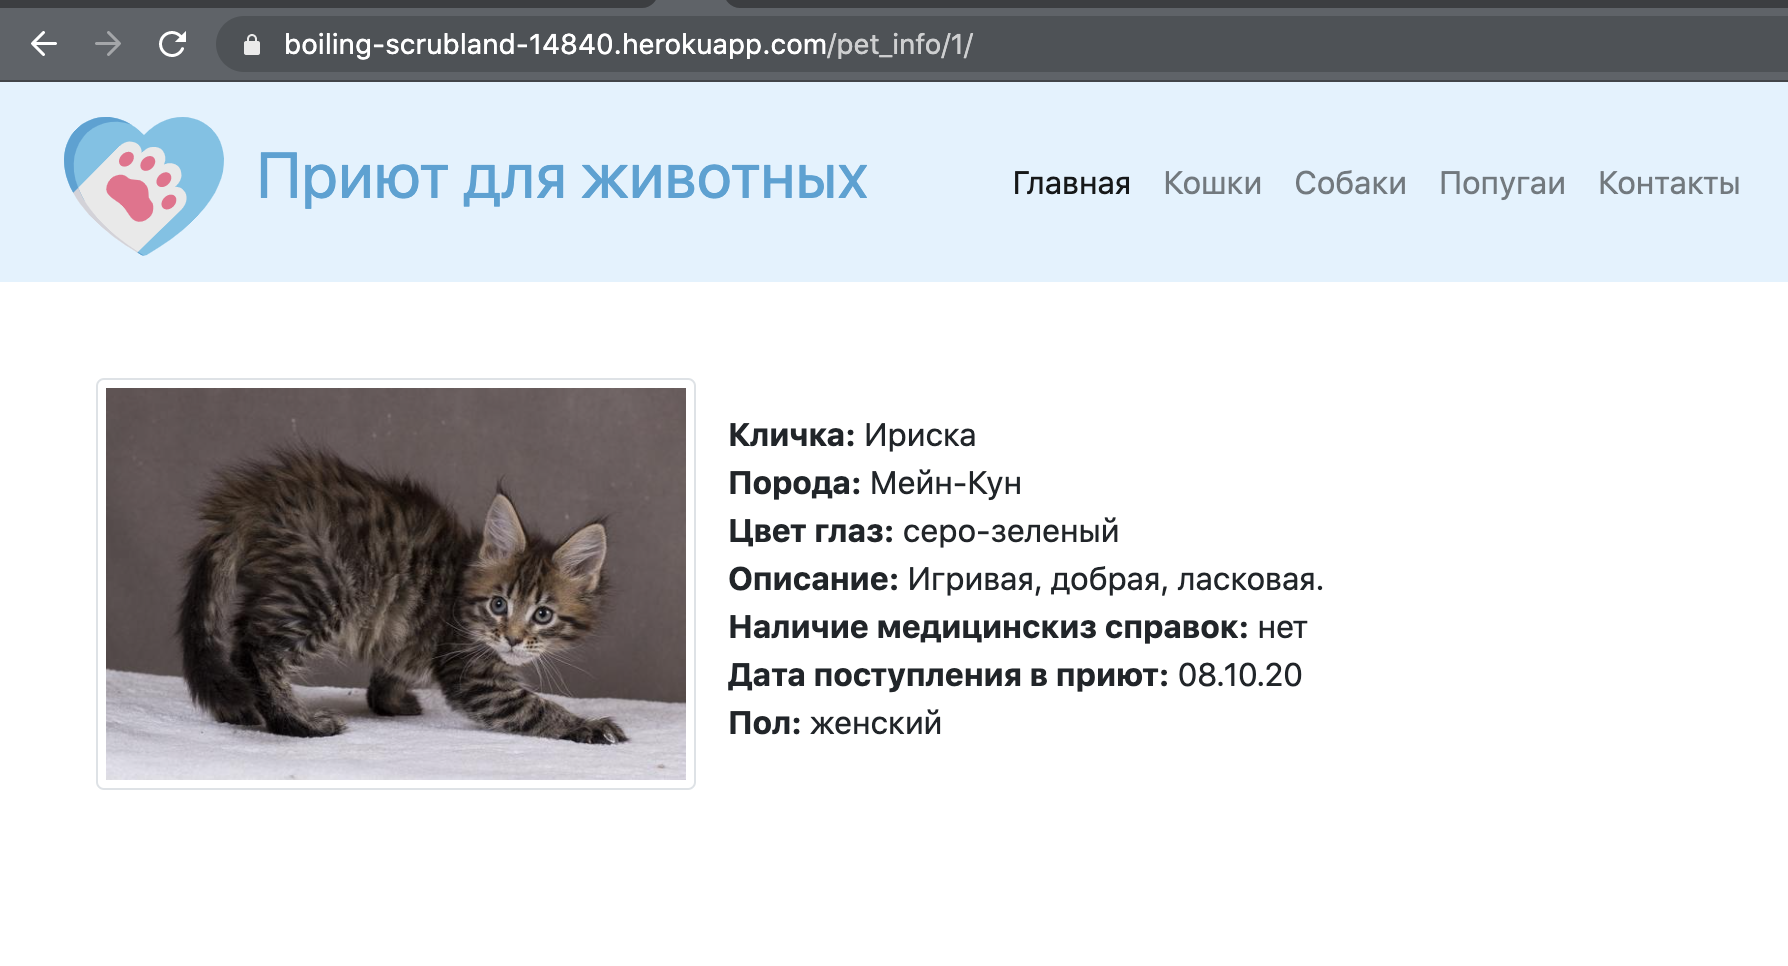 boiling-scrubland-14840.herokuapp.com/pet_info/1/
Приют для животных
Главная Кошки Собаки Попугаи Контакты
Кличка: Ириска
Порода: Мейн-Кун
Цвет глаз: серо-зеленый
Описание: Игривая, добрая, ласковая.
Наличие медицинскиз справок: нет
Дата поступления в приют: 08.10.20
Пол: женский